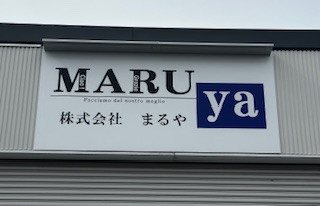 MARU ya
Facciamo del nostro meglio
株式会社 まるや